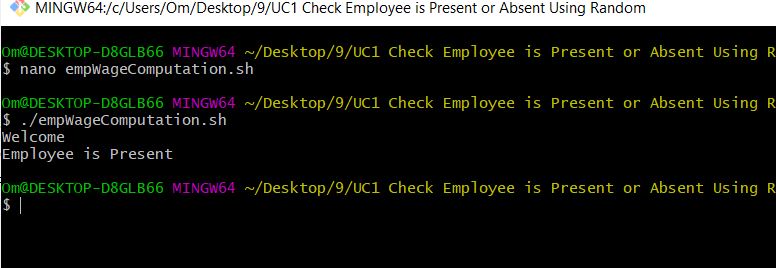 MINGW64:/c/Users/Om/Desktop/9/UC1 Check Employee is Present or Absent Using Random
Om@DESKTOP-D8GLB66 MINGW64 ~/Desktop/9/UC1 Check Employee is Present or Absent Using R
$ nano empWageComputation.sh
Om@DESKTOP-D8GLB66 MINGW64 ~/Desktop/9/UC1 Check Employee is Present or Absent Using R
$ ./empWageComputation.sh
Welcome
Employee is Present
Om@DESKTOP-D8GLB66 MINGW64 ~/Desktop/9/UC1 Check Employee is Present or Absent Using R
$